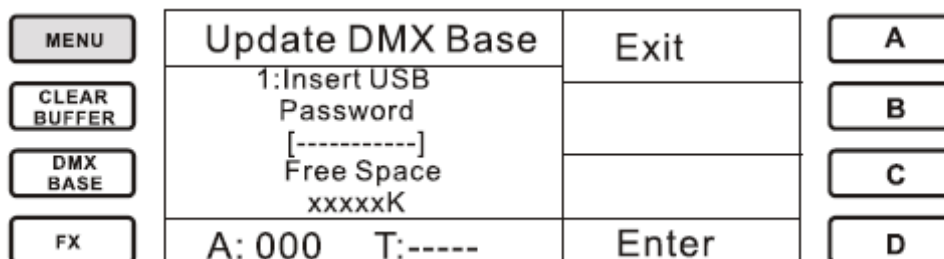 MENU
CLEAR
BUFFER
DMX
BASE
FX
Update DMX Base
1:Insert USB
Password
[-----------]
Free Space
xxxxxK
A: 000 T:-----
Exit
Enter
A
B
C
D